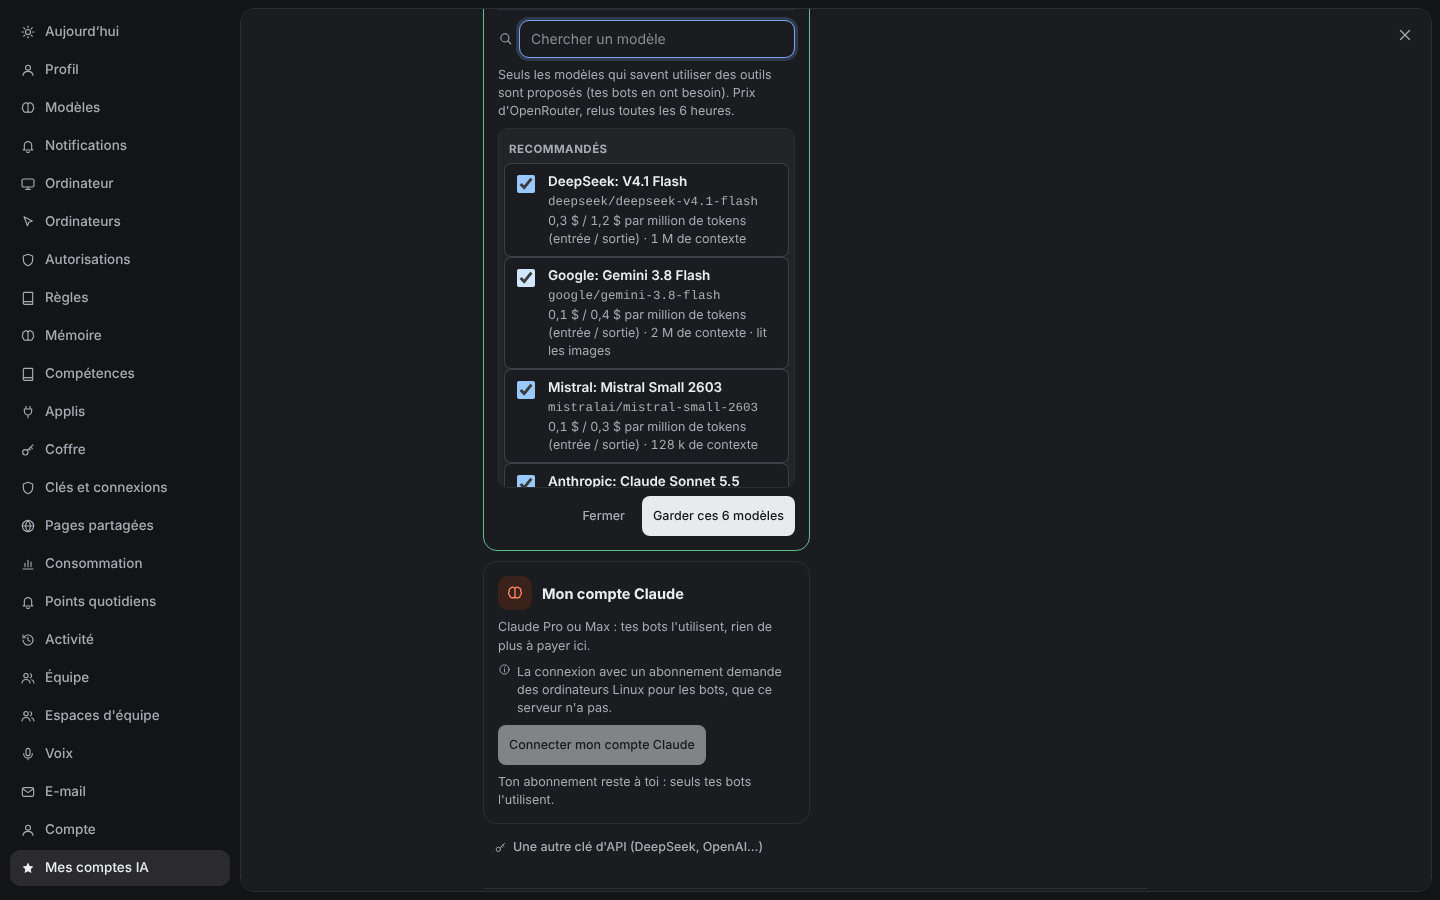 Aujourd'hui
Profil
Modèles
Notifications
Ordinateur
Ordinateurs
Autorisations
Règles
Mémoire
Compétences
Applis
Coffre
Clés et connexions
Pages partagées
Consommation
Points quotidiens
Activité
Équipe
Espaces d'équipe
Voix
E-mail
Compte
Mes comptes IA
Chercher un modèle
Seuls les modèles qui savent utiliser des outils
sont proposés (tes bots en ont besoin). Prix
d'OpenRouter, relus toutes les 6 heures.
RECOMMANDÉS
DeepSeek: V4.1 Flash
deepseek/deepseek-v4.1-flash
0,3 $ / 1,2 $ par million de tokens
(entrée / sortie) · 1 M de contexte
Google: Gemini 3.8 Flash
google/gemini-3.8-flash
0,1 $ / 0,4 $ par million de tokens
(entrée / sortie) · 2 M de contexte · lit
les images
Mistral: Mistral Small 2603
mistralai/mistral-small-2603
0,1 $ / 0,3 $ par million de tokens
(entrée / sortie) · 128 k de contexte
Anthropic: Claude Sonnet 5.5
Fermer
Garder ces 6 modèles
Mon compte Claude
Claude Pro ou Max : tes bots l'utilisent, rien de
plus à payer ici.
La connexion avec un abonnement demande
des ordinateurs Linux pour les bots, que ce
serveur n'a pas.
Connecter mon compte Claude
Ton abonnement reste à toi : seuls tes bots
l'utilisent.
Une autre clé d'API (DeepSeek, OpenAI...)